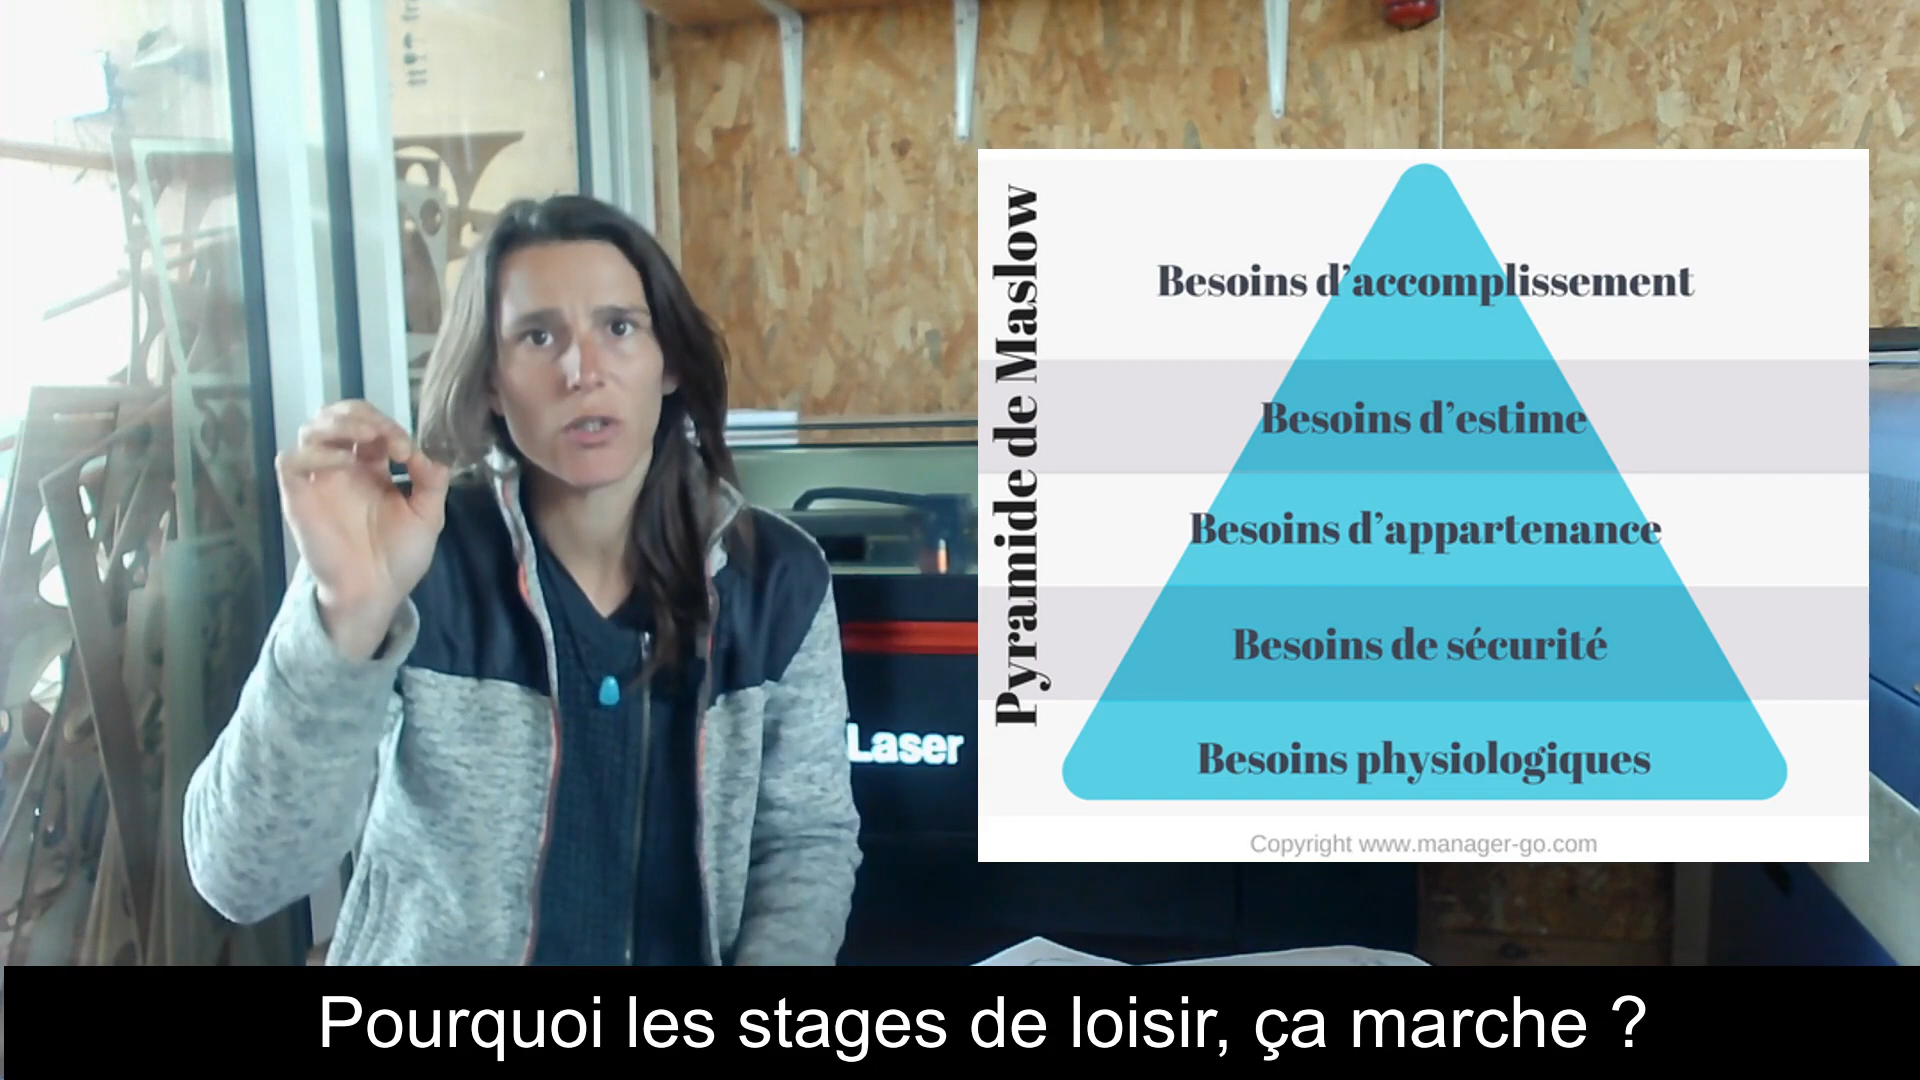 Pyramide de Maslow
Besoins d’accomplissement
Besoins d’estime
Besoins d’appartenance
Besoins de sécurité
Besoins physiologiques
Copyright www.manager-go.com
Laser
Pourquoi les stages de loisir, ça marche ?